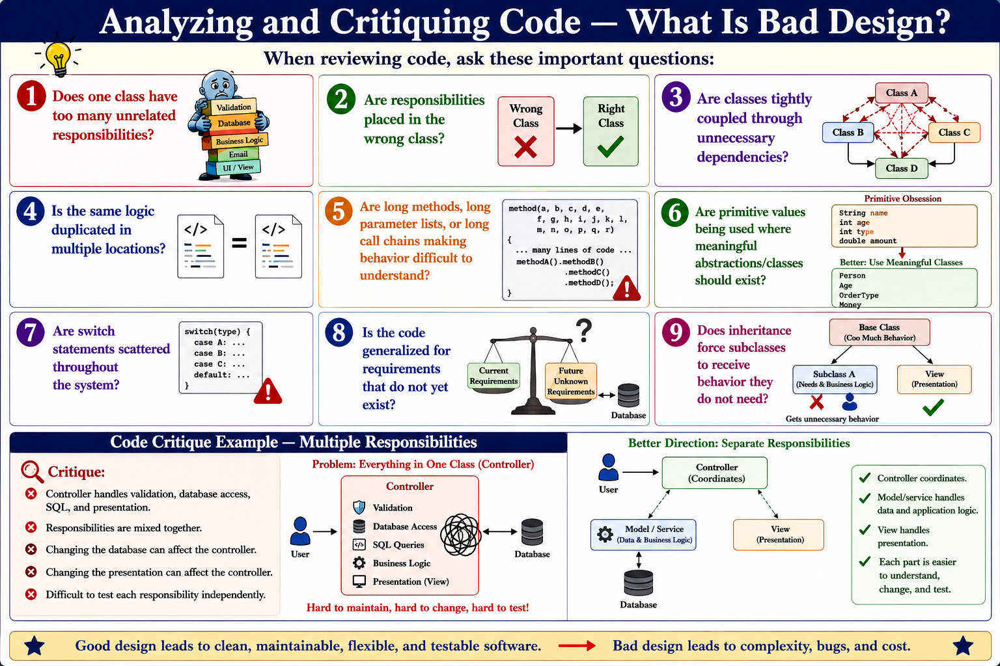 Analyzing and Critiquing Code — What Is Bad Design?
When reviewing code, ask these important questions:
1
Does one class have
too many unrelated
responsibilities?
Validation
Database
Business Logic
Email
UI / View
2
Are responsibilities
placed in the
wrong class?
Wrong
Class
Right
Class
3
Are classes tightly
coupled through
unnecessary
dependencies?
Class A
Class B
Class C
Class D
4
Is the same logic
duplicated in
multiple locations?
</>
=
</>
5
Are long methods, long
parameter lists, or long
call chains making
behavior difficult to
understand?
method(a, b, c, d, e,
f, g, h, i, j, k, l,
m, n, o, p, q, r)
{
... many lines of code ...
methodA().methodB()
.methodC()
.methodD();
}
!
6
Are primitive values
being used where
meaningful
abstractions/classes
should exist?
Primitive Obsession
String name
int age
int type
double amount
Better: Use Meaningful Classes
Person
Age
OrderType
Money
7
Are switch
statements scattered
throughout
the system?
switch(type) {
case A: ...
case B: ...
case C: ...
default: ...
}
!
8
Is the code
generalized for
requirements
that do not yet
exist?
?
Current
Requirements
Future
Unknown
Requirements
Database
9
Does inheritance
force subclasses
to receive
behavior they
do not need?
Base Class
(Coo Much Behavior)
Subclass A
(Needs & Business Logic)
View
(Presentation)
Gets unnecessary behavior
Code Critique Example — Multiple Responsibilities
Critique:
Controller handles validation, database access,
SQL, and presentation.
Responsibilities are mixed together.
Changing the database can affect the controller.
Changing the presentation can affect the controller.
Difficult to test each responsibility independently.
Problem: Everything in One Class (Controller)
User
Controller
Validation
Database Access
</> SQL Queries
Business Logic
Presentation (View)
Database
Hard to maintain, hard to change, hard to test!
Better Direction: Separate Responsibilities
User
Controller
(Coordinates)
Model / Service
(Data & Business Logic)
View
(Presentation)
Database
Controller coordinates.
Model/service handles
data and application logic.
View handles
presentation.
Each part is easier
to understand,
change, and test.
Good design leads to clean, maintainable, flexible, and testable software.
Bad design leads to complexity, bugs, and cost.